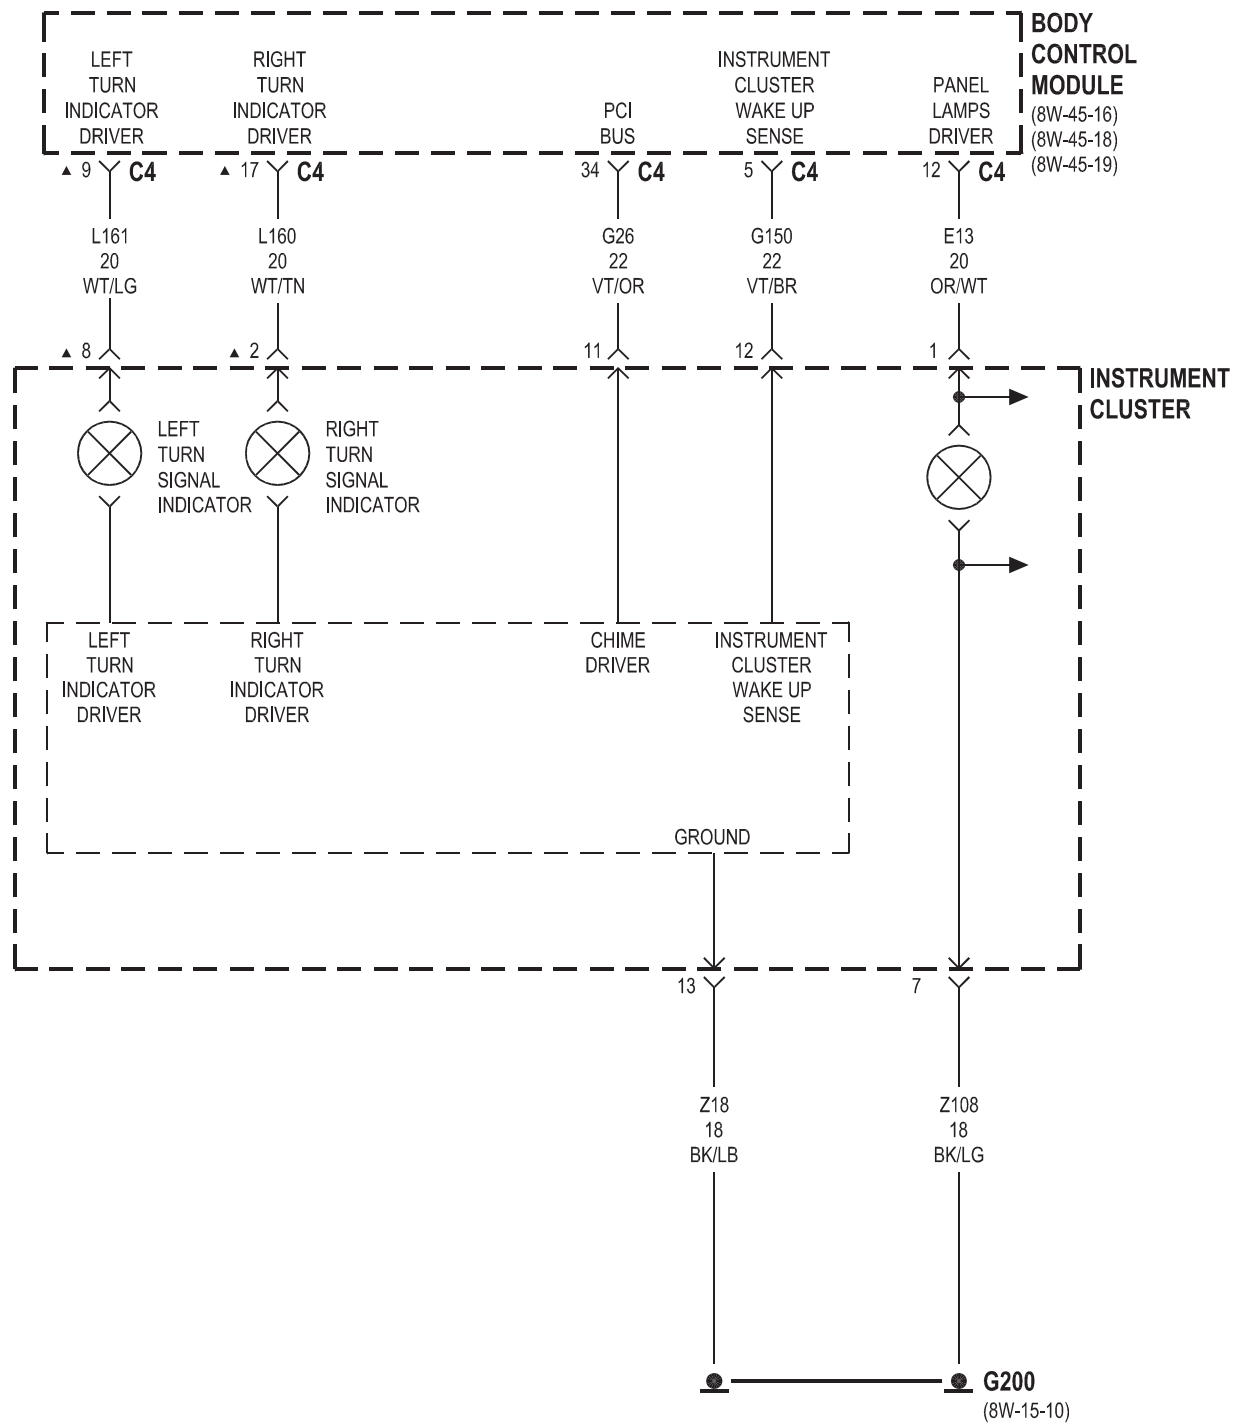 BODY
CONTROL
MODULE
(8W-45-16)
(8W-45-18)
(8W-45-19)
LEFT
TURN
INDICATOR
DRIVER
RIGHT
TURN
INDICATOR
DRIVER
PCI
BUS
INSTRUMENT
CLUSTER
WAKE UP
SENSE
PANEL
LAMPS
DRIVER
▲ 9 C4
▲ 17 C4
34 C4
5 C4
12 C4
L161
20
WT/LG
L160
20
WT/TN
G26
22
VT/OR
G150
22
VT/BR
E13
20
OR/WT
▲ 8
▲ 2
11
12
1
INSTRUMENT
CLUSTER
LEFT
TURN
SIGNAL
INDICATOR
RIGHT
TURN
SIGNAL
INDICATOR
LEFT
TURN
INDICATOR
DRIVER
RIGHT
TURN
INDICATOR
DRIVER
CHIME
DRIVER
INSTRUMENT
CLUSTER
WAKE UP
SENSE
GROUND
13
7
Z18
18
BK/LB
Z108
18
BK/LG
G200
(8W-15-10)